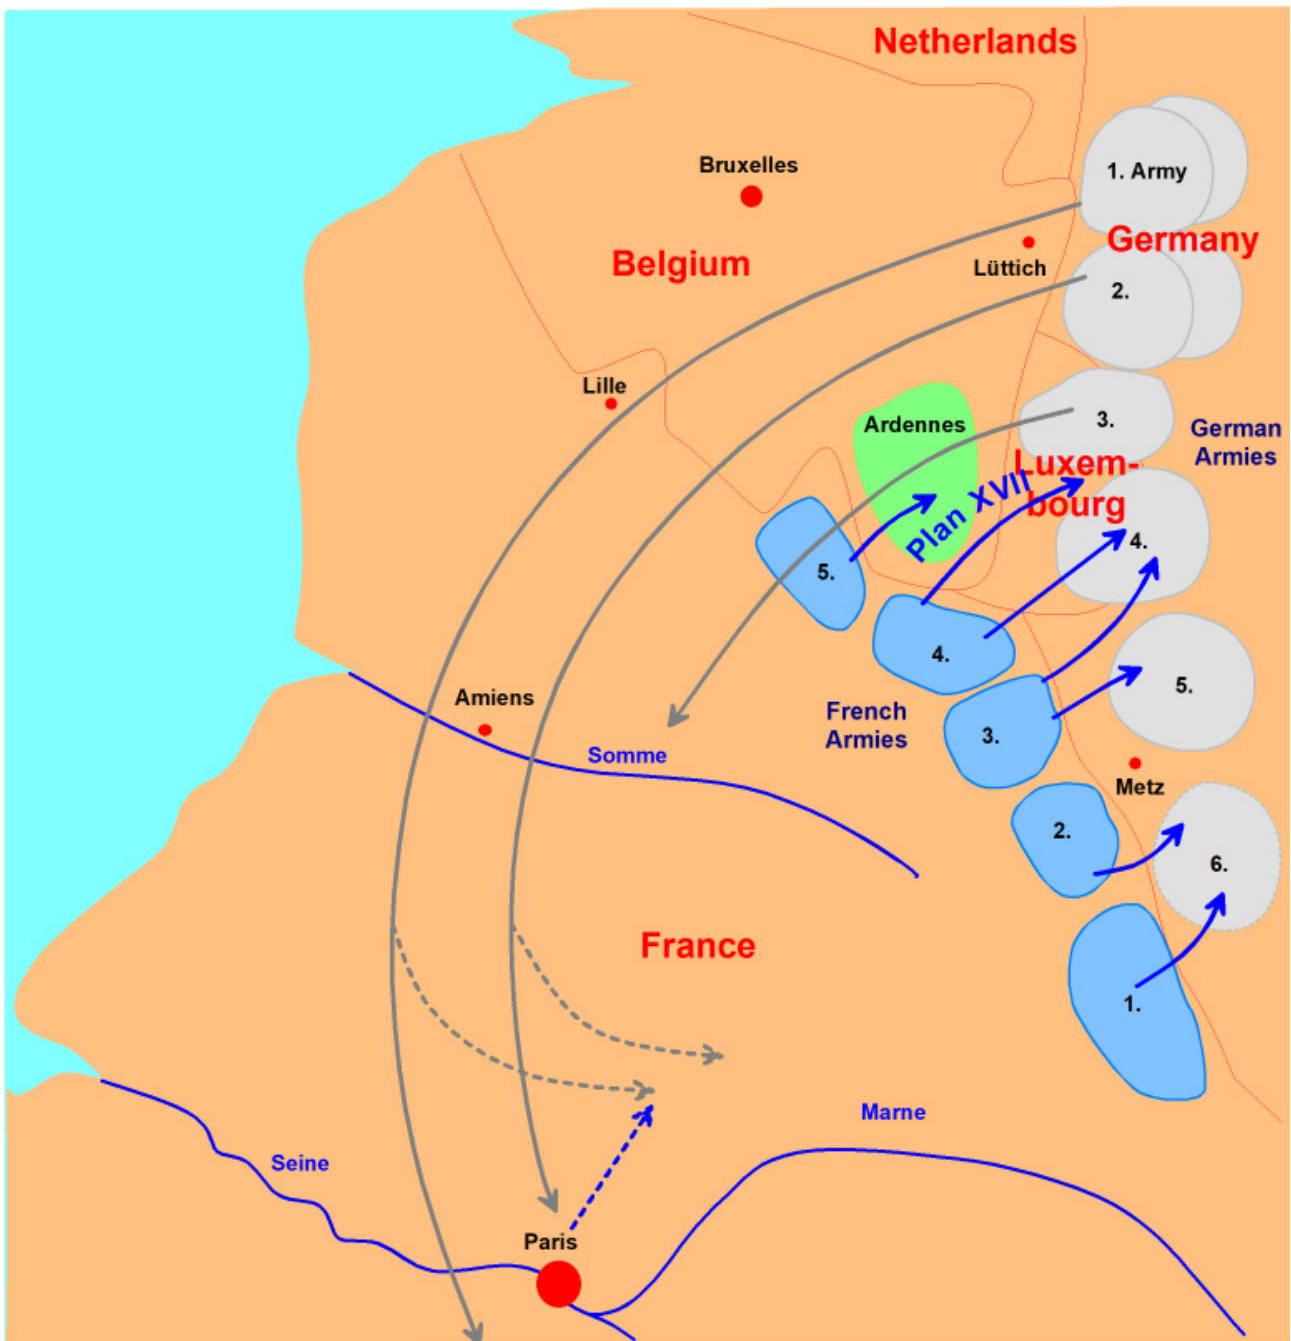 Netherlands
1. Army
Bruxelles
Germany
Belgium
Lüttich
2.
Lille
3.
Ardennes
German
Armies
Luxem-
bourg
Plan XVII
4.
5.
4.
5.
Amiens
French
Armies
3.
Somme
Metz
2.
6.
France
1.
Marne
Seine
Paris